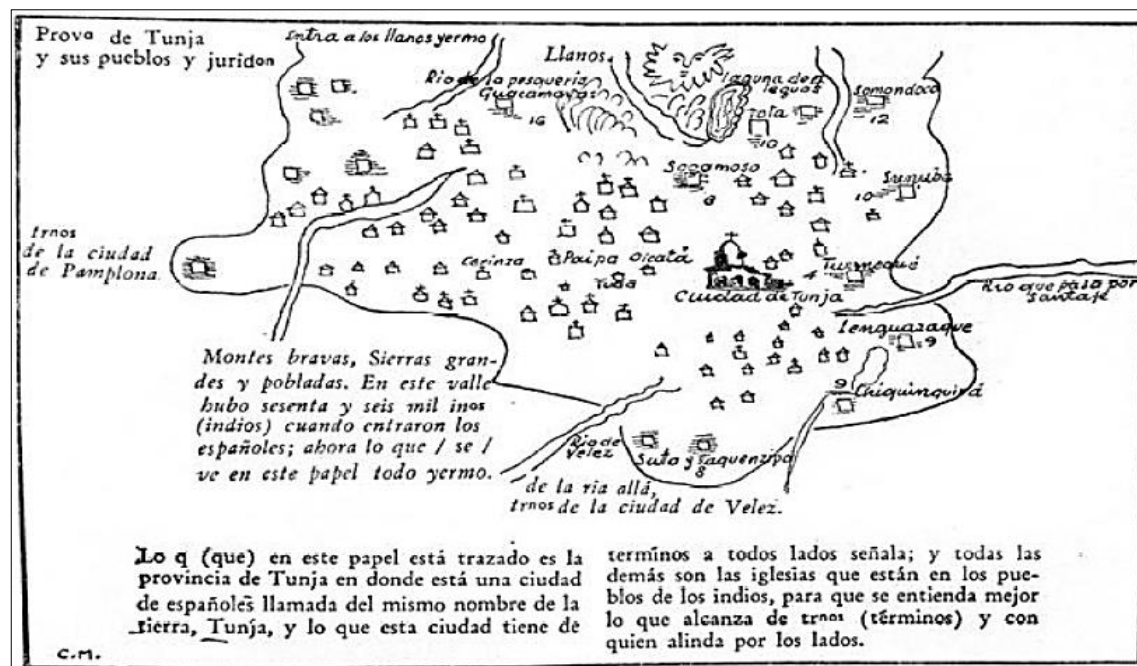 Provª de Tunja
y sus pueblos y juridon
Entra a los llanos yermo
Llanos
Rio de la pesqueria
Guacamayas
16
laguna de
Tota
10
Somondoco
12
Sogamoso
8
Sunuba
10
trnos
de la ciudad
de Pamplona
Cerinza
Paipa
Tuta
Ciudad de Tunja
4
Turmequé
Rio que pasa por
Santafe
Lenguazaque
9
9
Chiquinquirá
Montes bravas, Sierras gran-
des y pobladas. En este valle
hubo sesenta y seis mil inos
(indios) cuando entraron los
españoles; ahora lo que / se /
ve en este papel todo yermo.
Rio de
Velez
Suta y
8
de la ria allá,
trnos de la ciudad de Velez.
Lo q (que) en este papel está trazado es la
provincia de Tunja en donde está una ciudad
de españoles llamada del mismo nombre de la
tierra, Tunja, y lo que esta ciudad tiene de
terminos a todos lados señala; y todas las
demás son las iglesias que están en los pue-
blos de los indios, para que se entienda mejor
lo que alcanza de trnos (términos) y con
quien alinda por los lados.
C.M.